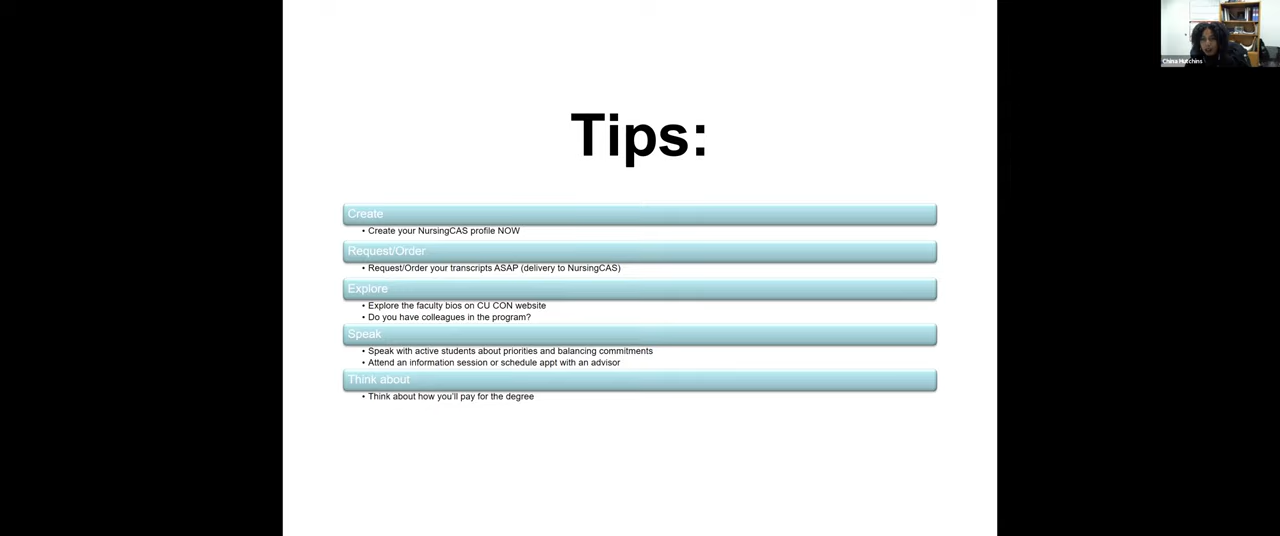 China Hutchins
Tips:
Create
• Create your NursingCAS profile NOW
Request/Order
• Request/Order your transcripts ASAP (delivery to NursingCAS)
Explore
• Explore the faculty bios on CU CON website
• Do you have colleagues in the program?
Speak
• Speak with active students about priorities and balancing commitments
• Attend an information session or schedule appt with an advisor
Think about
• Think about how you'll pay for the degree